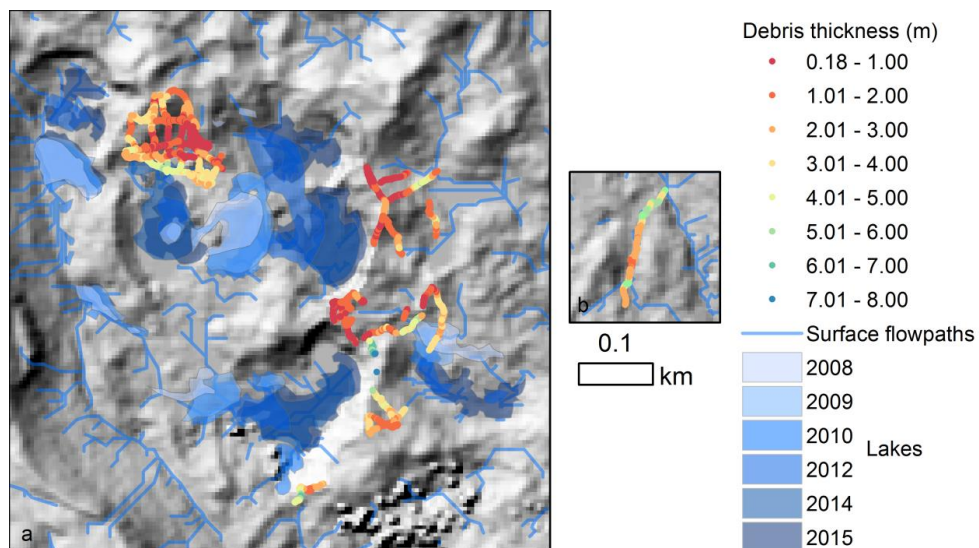 Debris thickness (m)
0.18 - 1.00
1.01 - 2.00
2.01 - 3.00
3.01 - 4.00
4.01 - 5.00
5.01 - 6.00
6.01 - 7.00
7.01 - 8.00
Surface flowpaths
2008
2009
2010
2012
2014
2015
Lakes
a
b
0.1
km